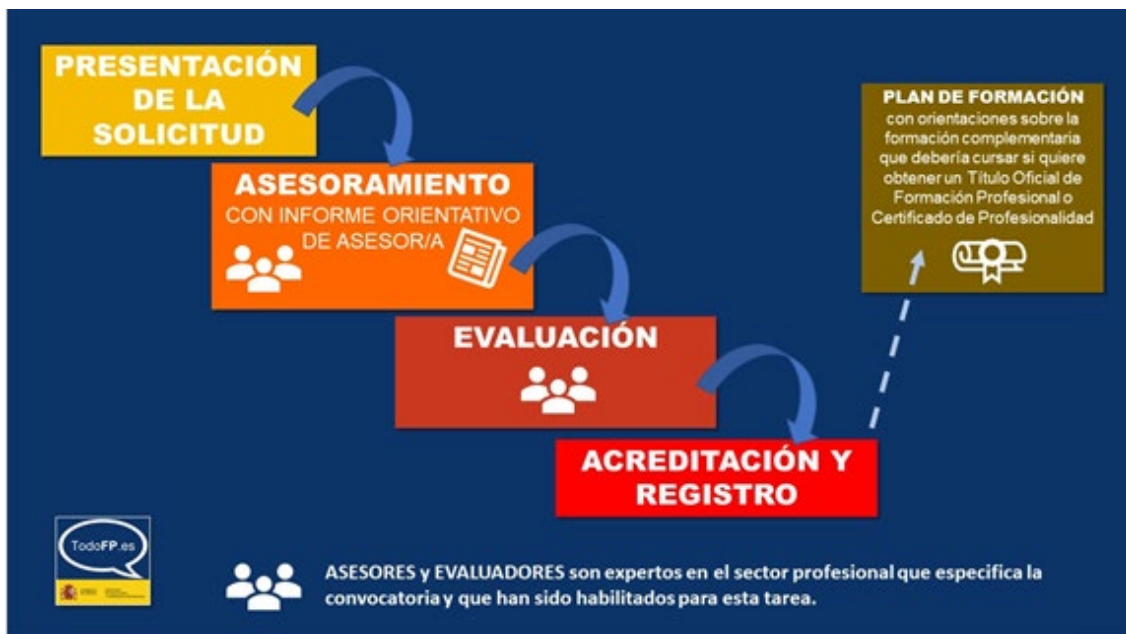 PRESENTACIÓN
DE LA
SOLICITUD
ASESORAMIENTO
CON INFORME ORIENTATIVO
DE ASESOR/A
EVALUACIÓN
ACREDITACIÓN Y
REGISTRO
PLAN DE FORMACIÓN
con orientaciones sobre la
formación complementaria
que debería cursar si quiere
obtener un Título Oficial de
Formación Profesional o
Certificado de Profesionalidad
TodoFP.es
ASESORES y EVALUADORES son expertos en el sector profesional que especifica la
convocatoria y que han sido habilitados para esta tarea.